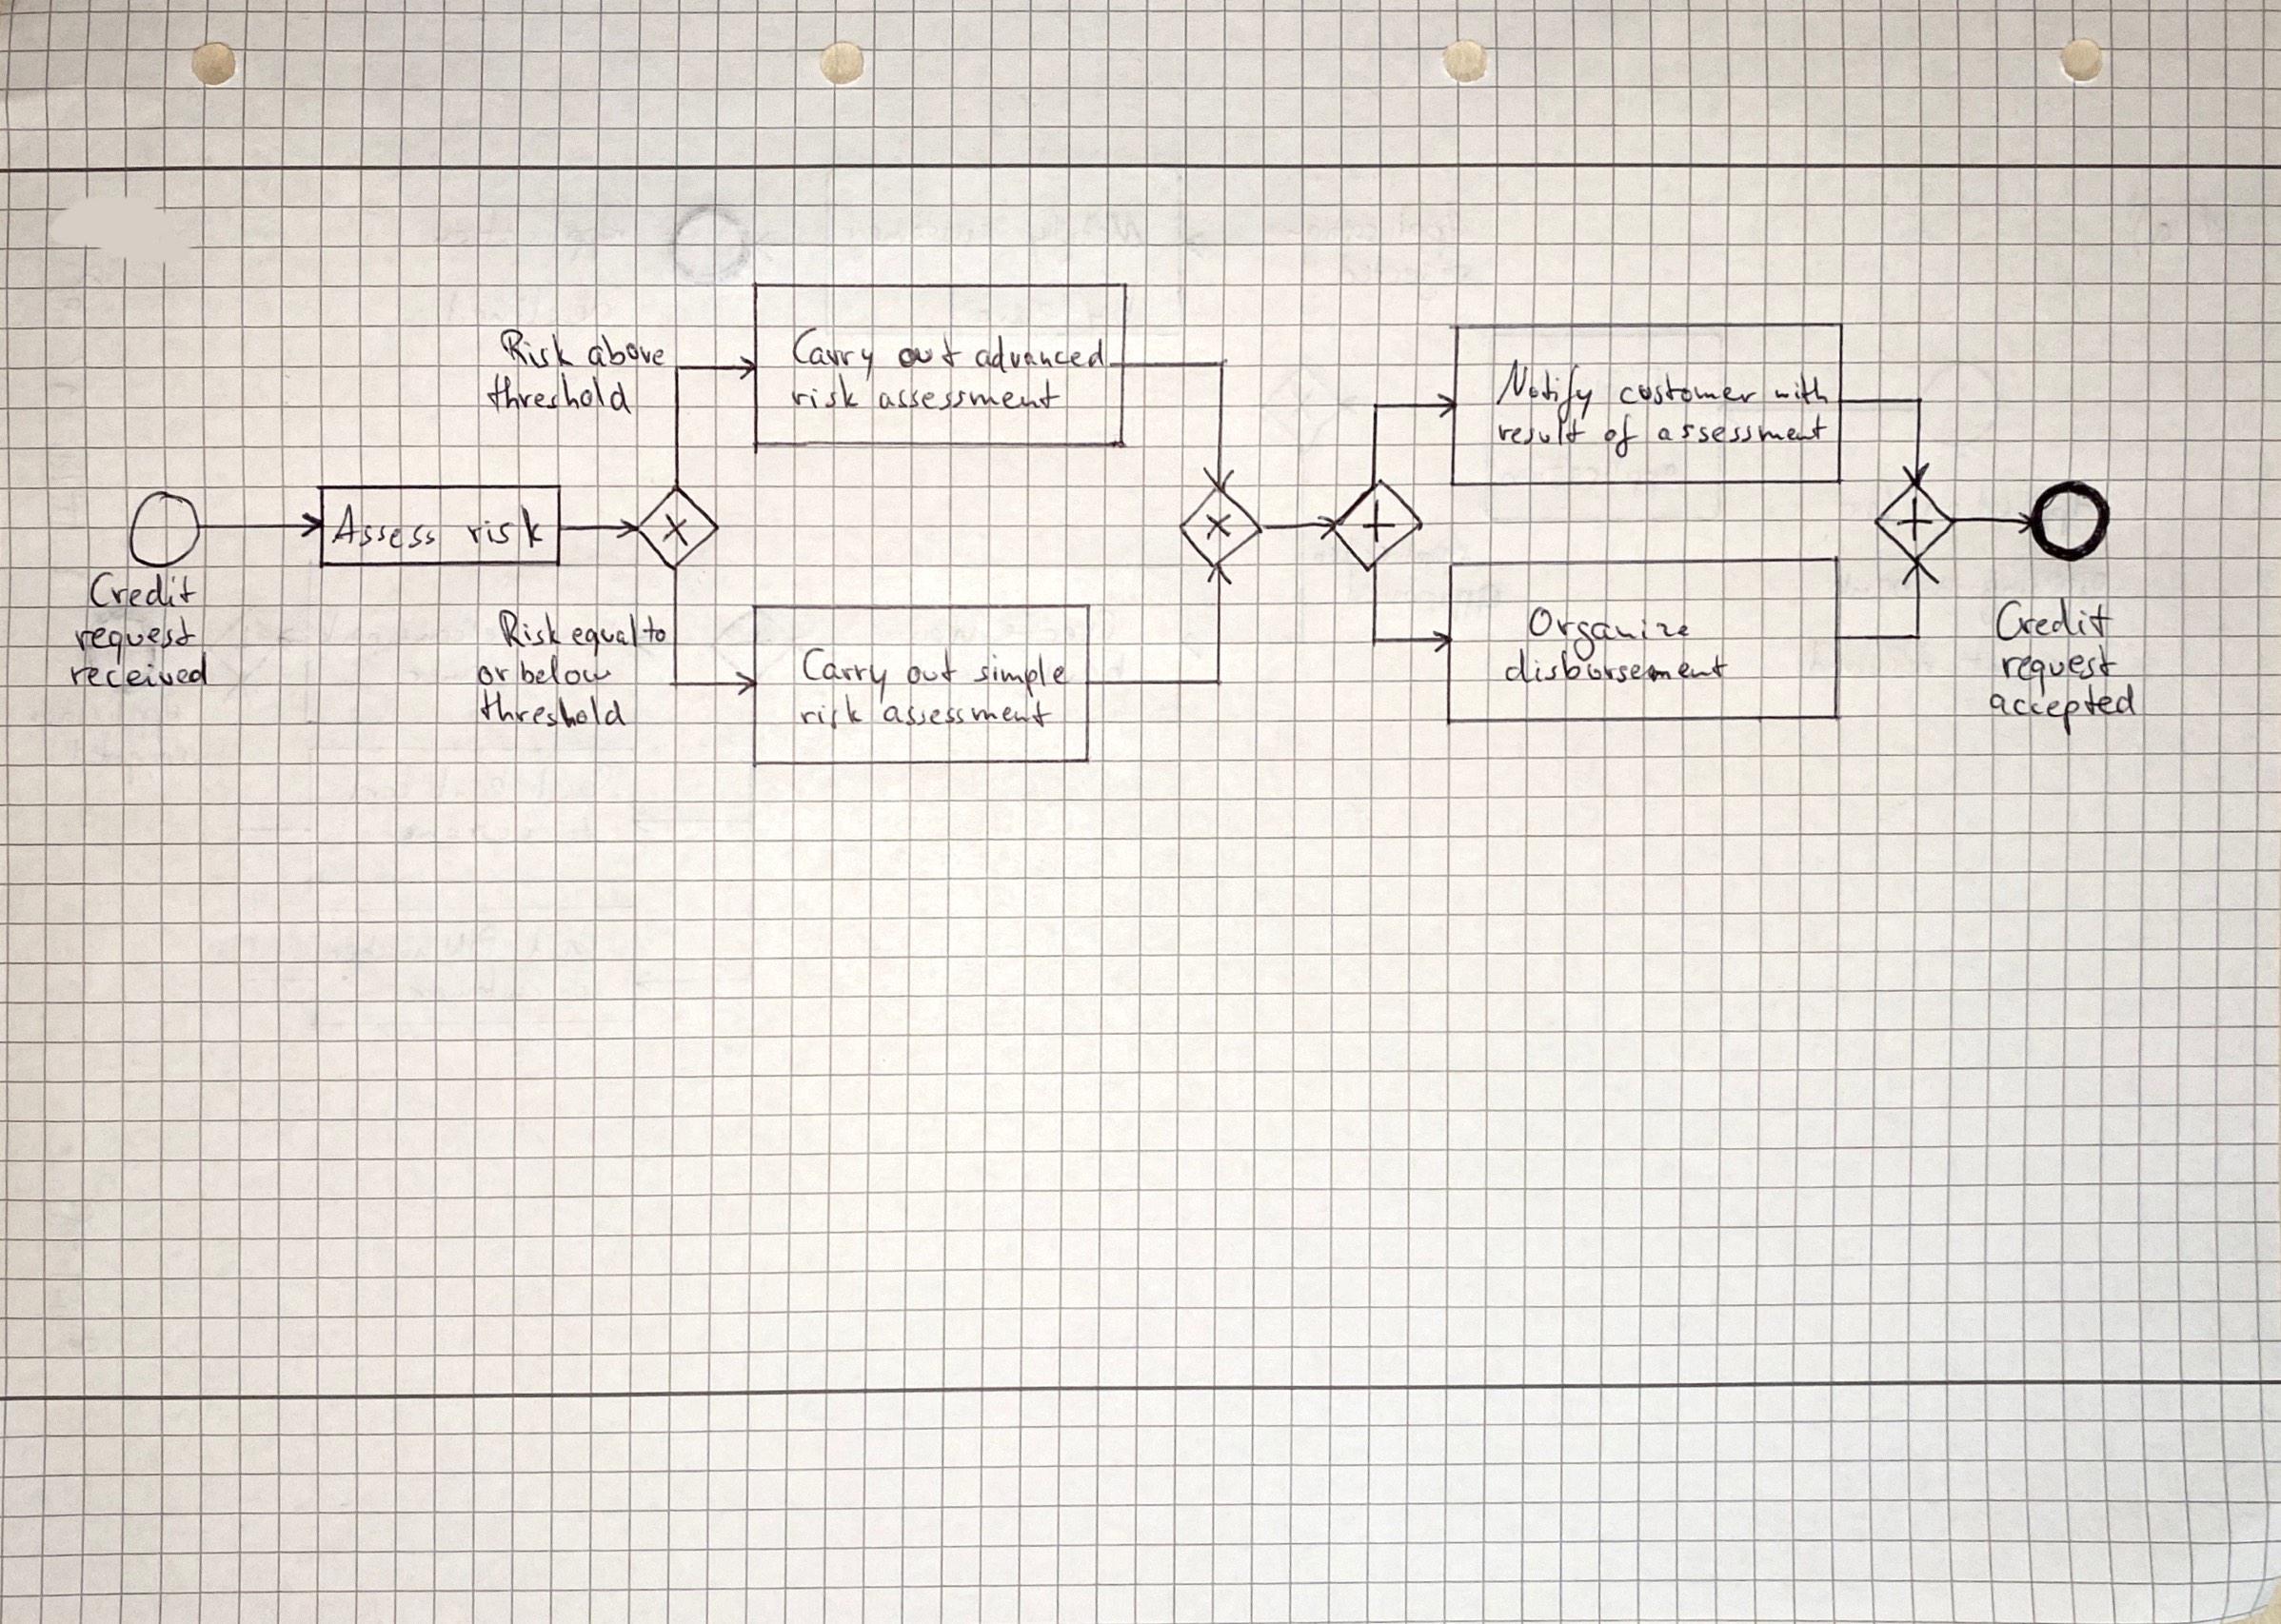 Risk above
threshold
Carry out advanced
risk assessment
Notify customer with
result of assessment
Assess risk
Credit
request
received
Risk equal to
or below
threshold
Carry out simple
risk assessment
Organize
disbursement
Credit
request
accepted